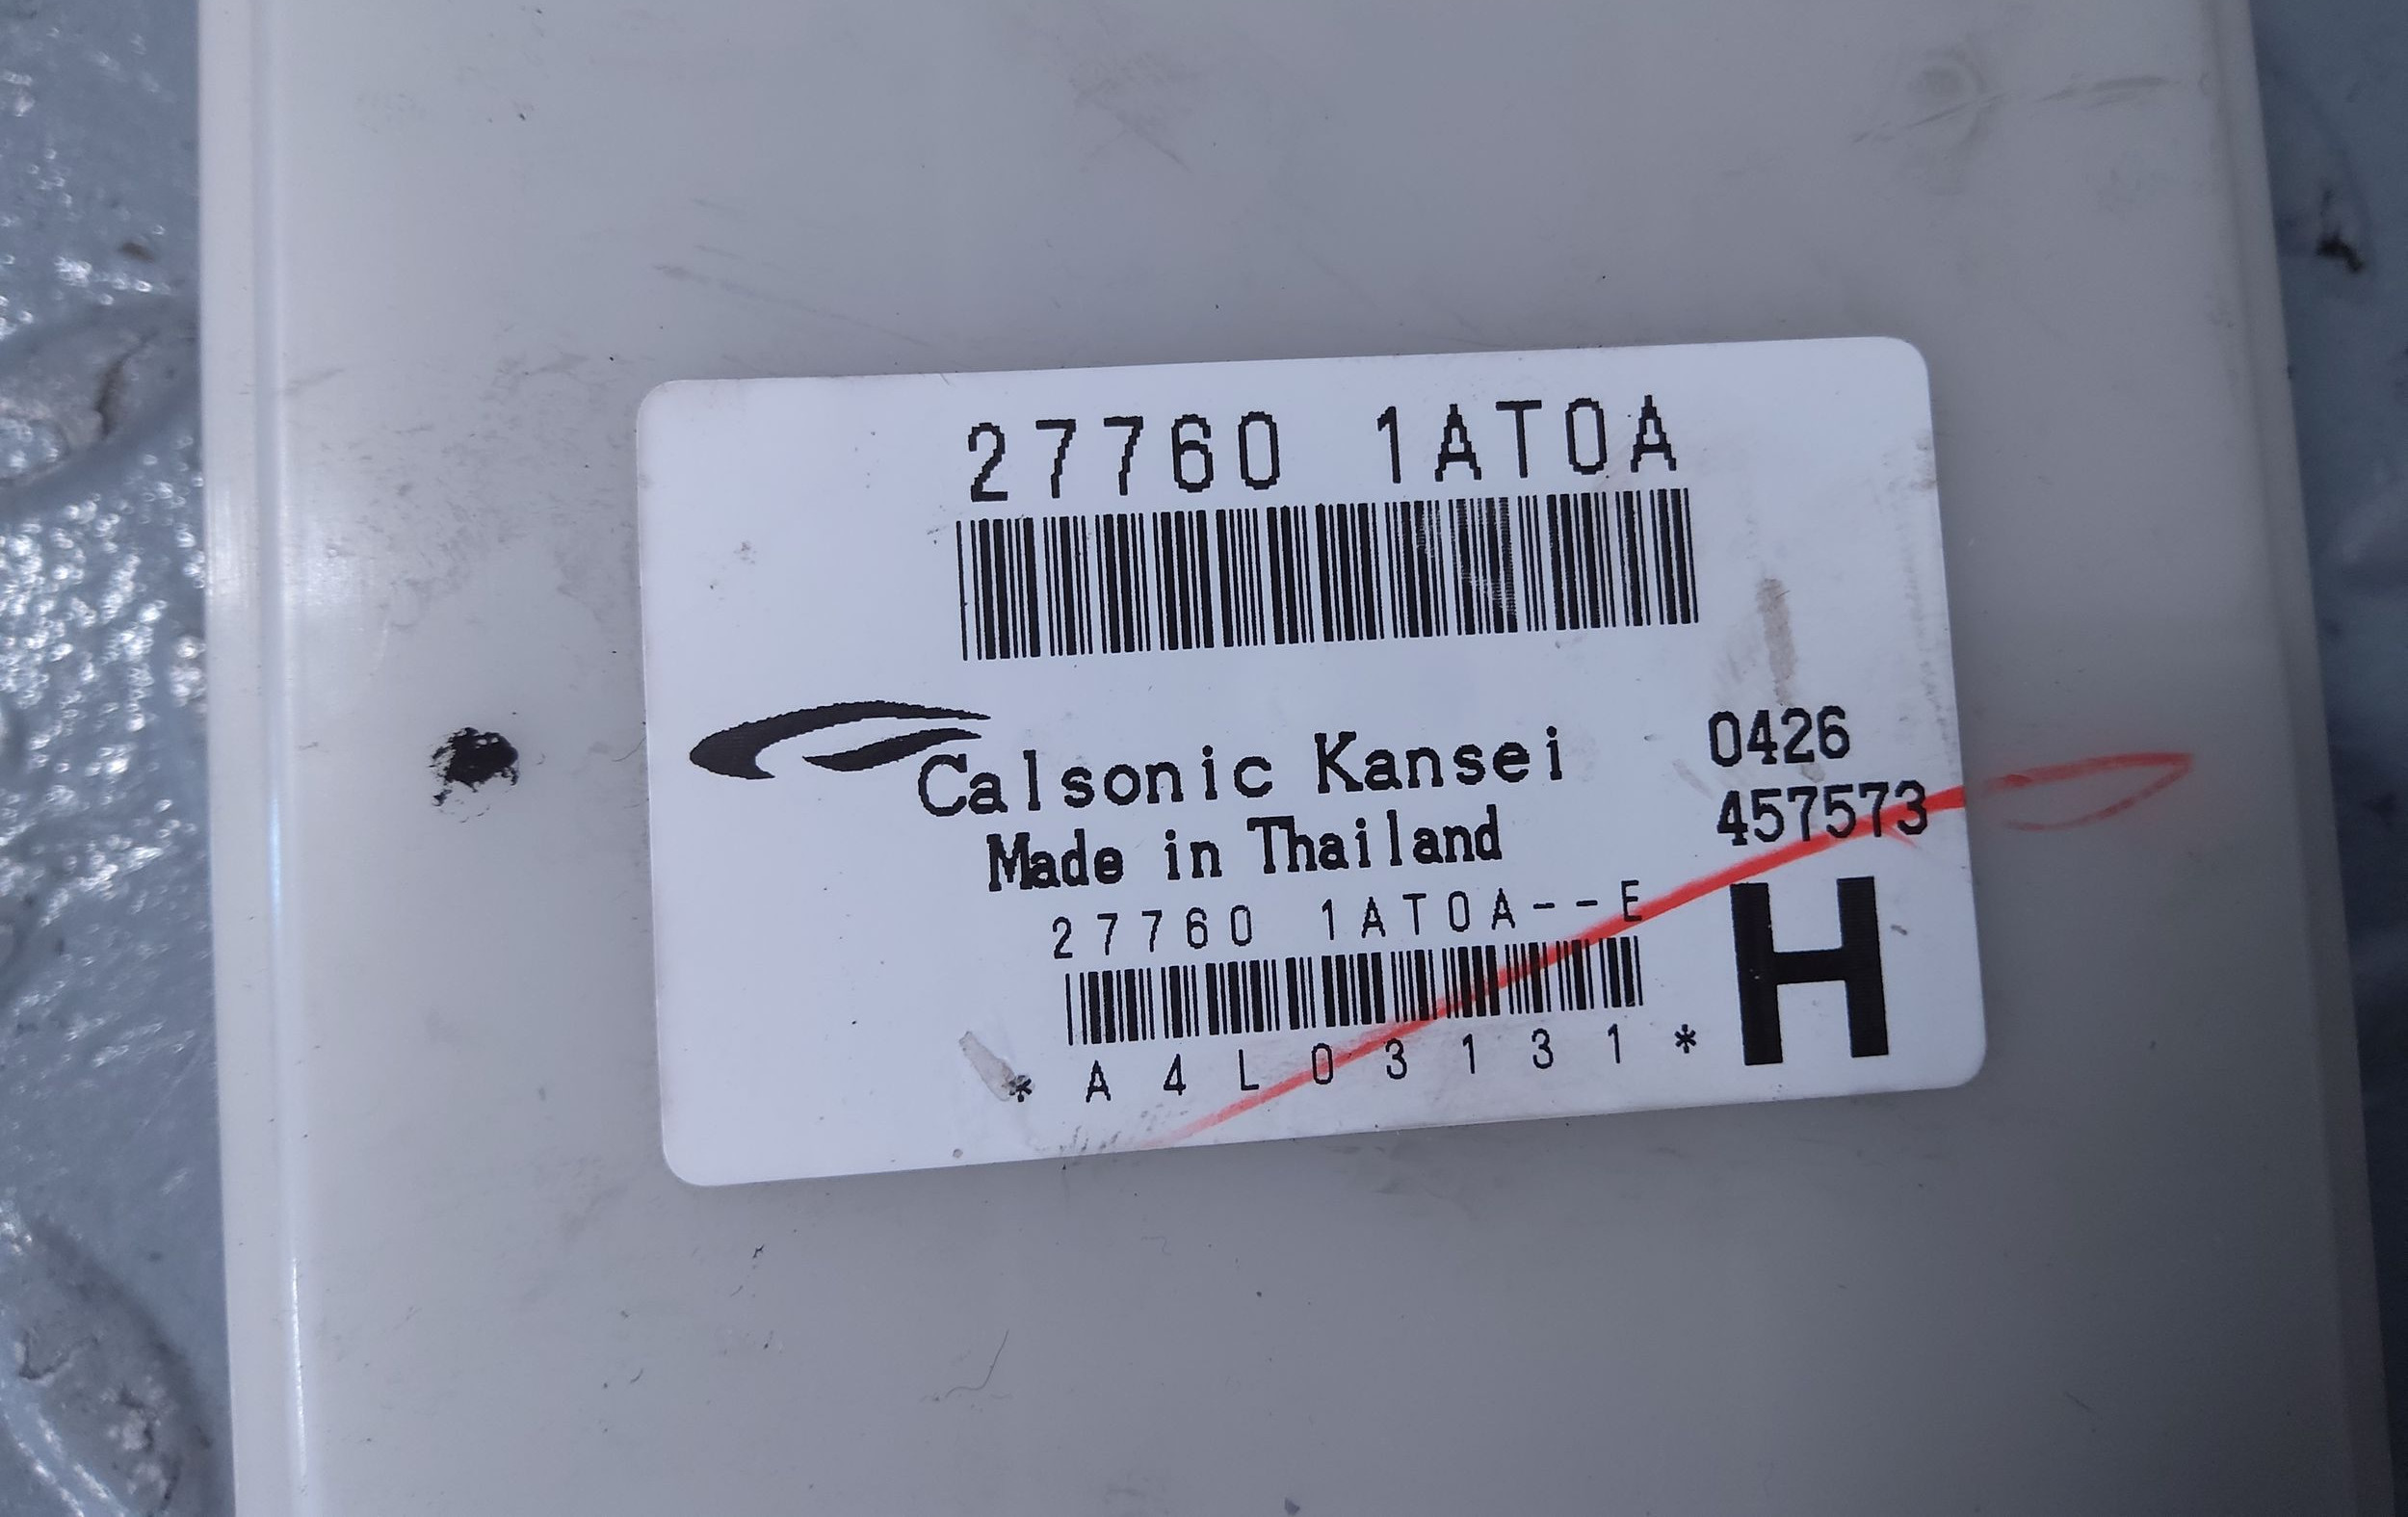 27760 1AT0A
Calsonic Kansei
Made in Thailand
0426
457573
27760 1AT0A--E
*A4L03131*
H